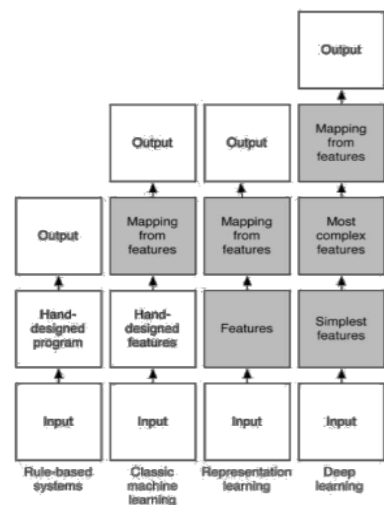 Output
Output
Output
Mapping
from
features
Output
Mapping
from
features
Mapping
from
features
Most
complex
features
Hand-
designed
program
Hand-
designed
features
Features
Simplest
features
Input
Input
Input
Input
Rule-based
systems
Classic
machine
learning
Representation
learning
Deep
learning